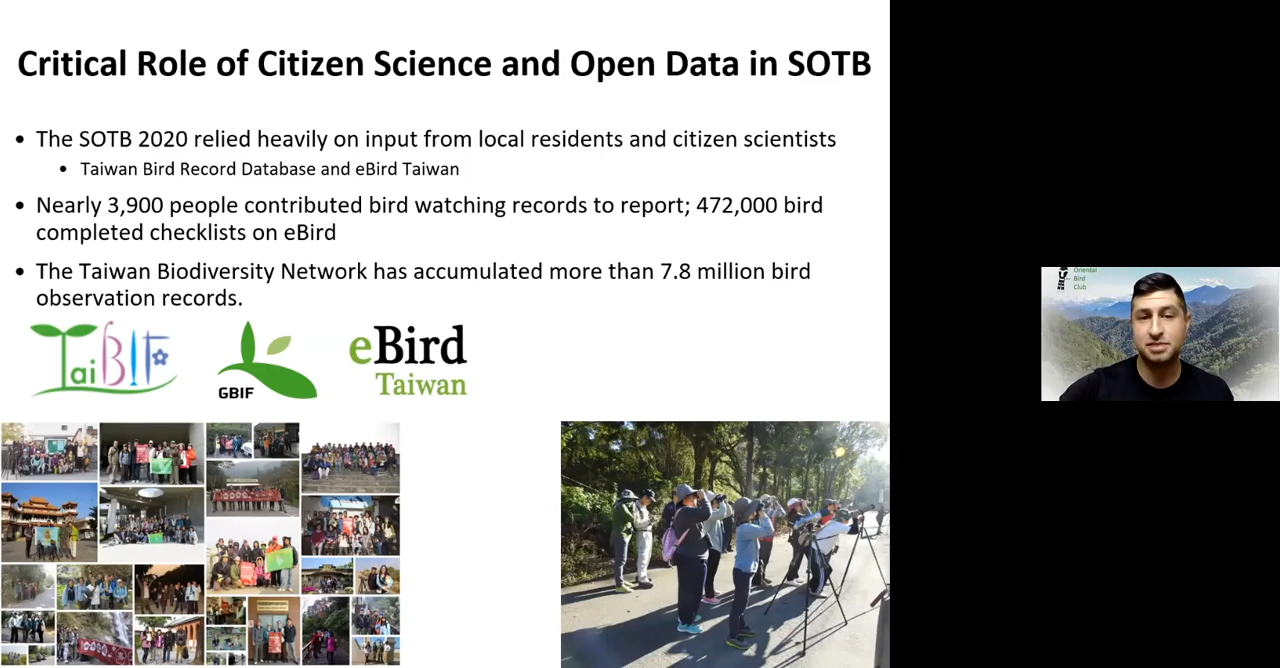 Critical Role of Citizen Science and Open Data in SOTB
• The SOTB 2020 relied heavily on input from local residents and citizen scientists
• Taiwan Bird Record Database and eBird Taiwan
• Nearly 3,900 people contributed bird watching records to report; 472,000 bird
completed checklists on eBird
• The Taiwan Biodiversity Network has accumulated more than 7.8 million bird
observation records.
TaiBIF
GBIF
eBird
Taiwan
Oriental
Bird
Club